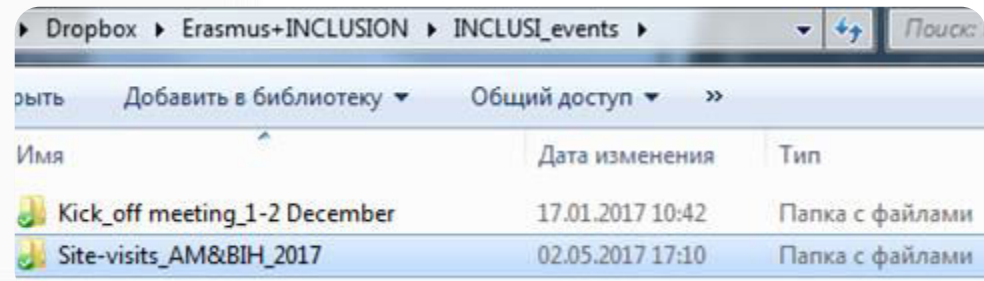 Dropbox ▸ Erasmus+INCLUSION ▸ INCLUSI_events ▸ Поиск:
рыть Добавить в библиотеку ▾ Общий доступ ▾ »
Имя Дата изменения Тип
Kick_off meeting_1-2 December 17.01.2017 10:42 Папка с файлами
Site-visits_AM&BIH_2017 02.05.2017 17:10 Папка с файлами